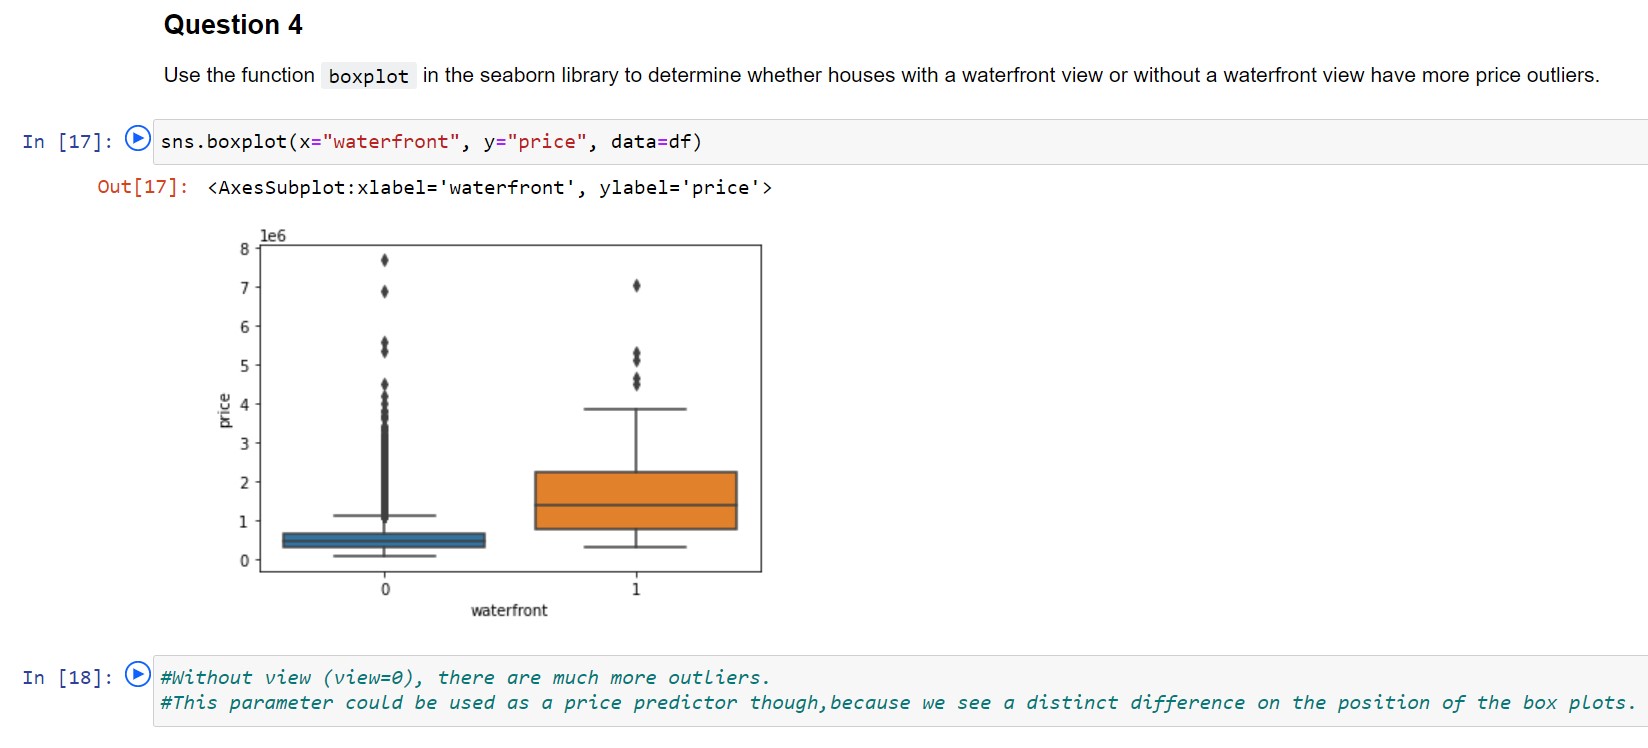 Question 4
Use the function boxplot in the seaborn library to determine whether houses with a waterfront view or without a waterfront view have more price outliers.
In [17]: sns.boxplot(x="waterfront", y="price", data=df)
Out[17]: <AxesSubplot:xlabel='waterfront', ylabel='price'>
1e6
8
7
6
5
4
3
2
1
0
price
0 1
waterfront
In [18]: #Without view (view=0), there are much more outliers.
#This parameter could be used as a price predictor though,because we see a distinct difference on the position of the box plots.